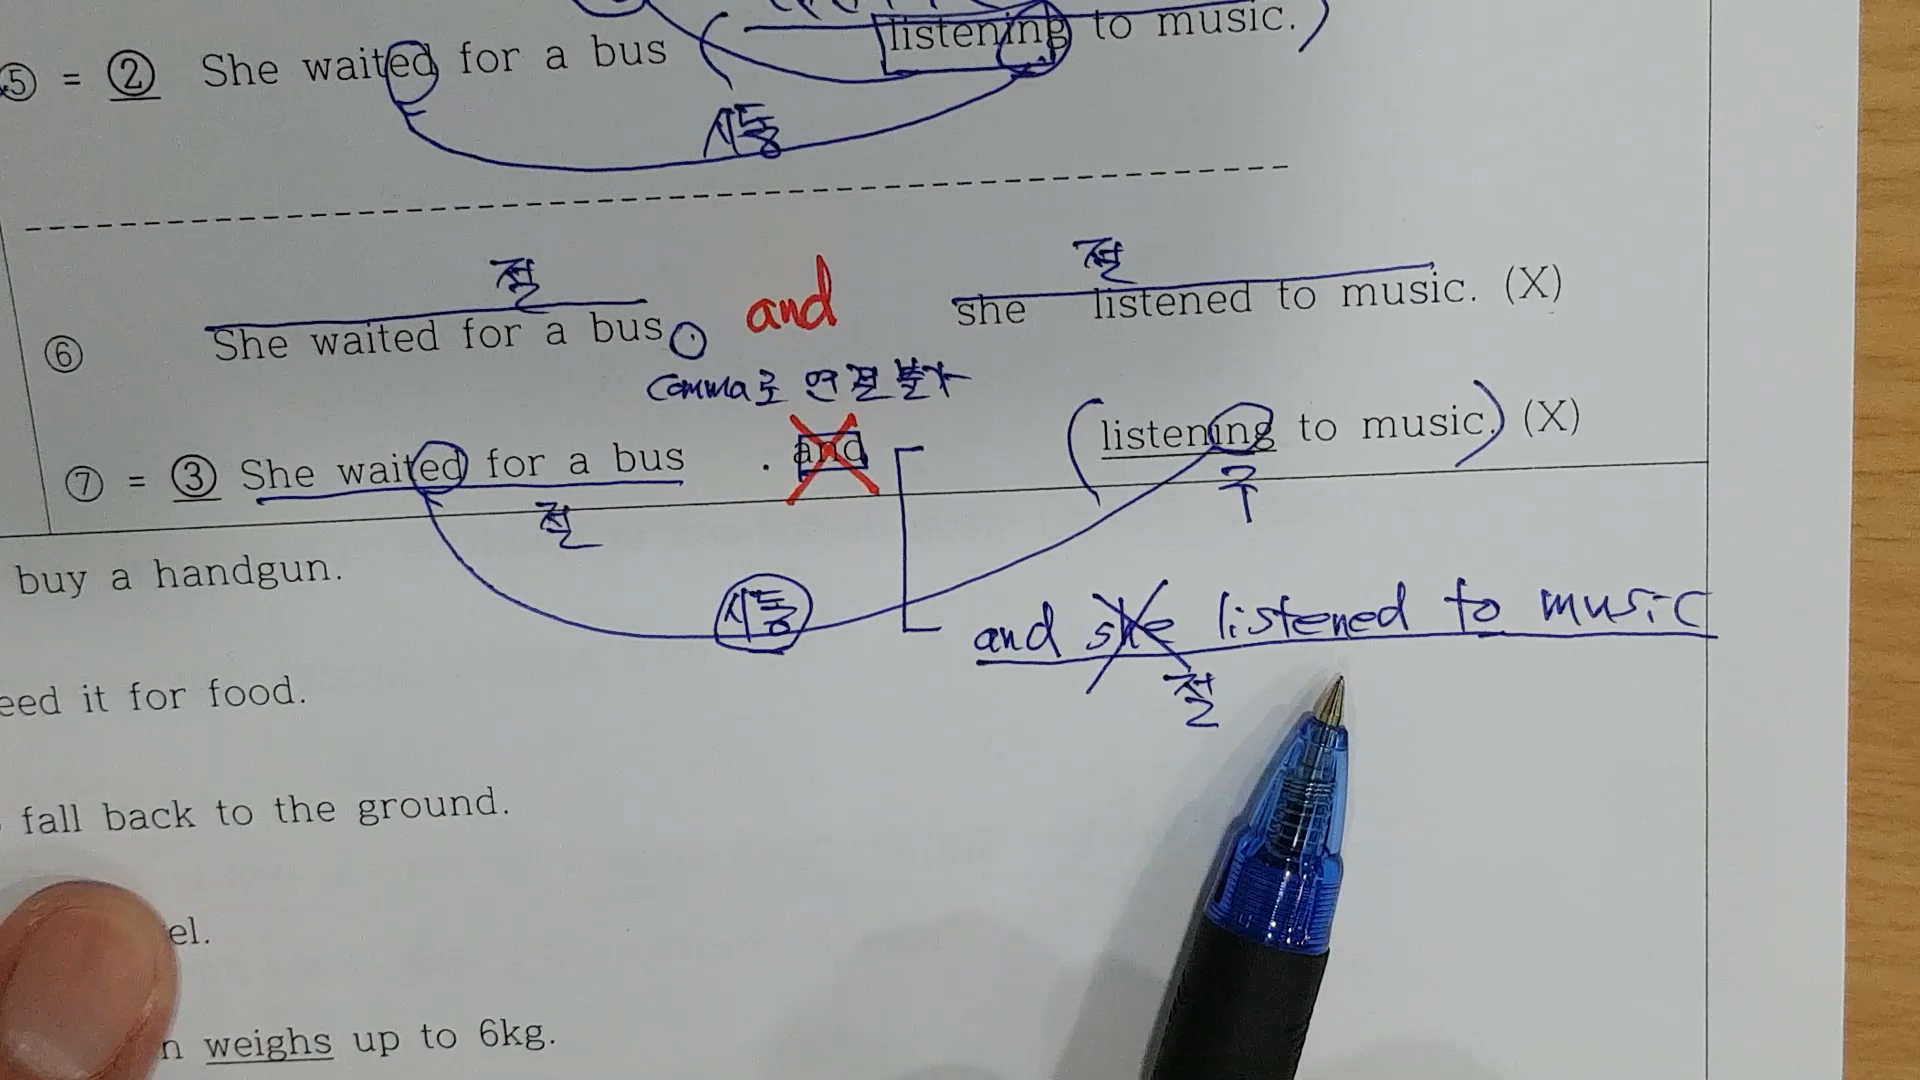 ⑤ = ② She waited for a bus (listening to music.)
시동
절 절
⑥ She waited for a bus. and she listened to music. (X)
comma로 연결불가
⑦ = ③ She waited for a bus . and (listening to music.) (X)
절 구
시동
and she listened to music
절
buy a handgun.
eed it for food.
fall back to the ground.
el.
n weighs up to 6kg.